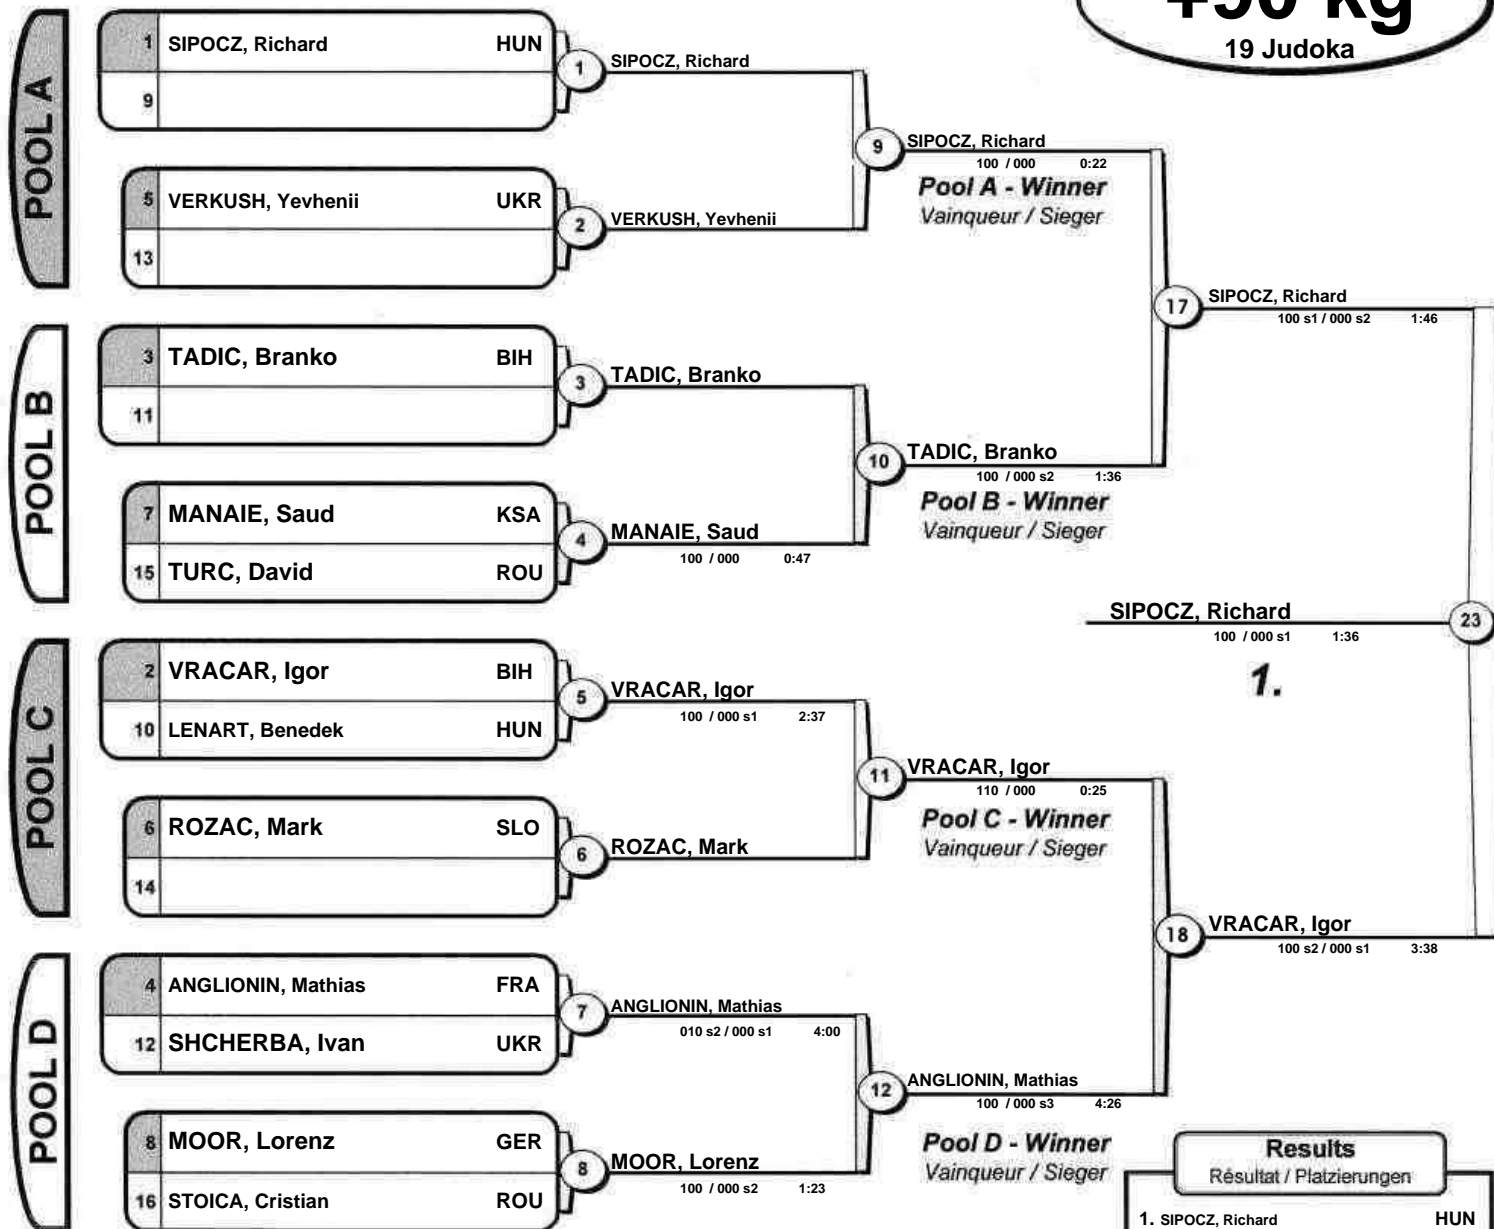 +90 kg
19 Judoka
POOL A
1 SIPOCZ, Richard HUN
9
1 SIPOCZ, Richard
5 VERKUSH, Yevhenii UKR
13
2 VERKUSH, Yevhenii
9 SIPOCZ, Richard
100 / 000 0:22
Pool A - Winner
Vainqueur / Sieger
17 SIPOCZ, Richard
100 s1 / 000 s2 1:46
POOL B
3 TADIC, Branko BIH
11
3 TADIC, Branko
7 MANAIE, Saud KSA
15 TURC, David ROU
4 MANAIE, Saud
100 / 000 0:47
10 TADIC, Branko
100 / 000 s2 1:36
Pool B - Winner
Vainqueur / Sieger
SIPOCZ, Richard 23
100 / 000 s1 1:36
1.
POOL C
2 VRACAR, Igor BIH
10 LENART, Benedek HUN
5 VRACAR, Igor
100 / 000 s1 2:37
6 ROZAC, Mark SLO
14
6 ROZAC, Mark
11 VRACAR, Igor
110 / 000 0:25
Pool C - Winner
Vainqueur / Sieger
18 VRACAR, Igor
100 s2 / 000 s1 3:38
POOL D
4 ANGLIONIN, Mathias FRA
12 SHCHERBA, Ivan UKR
7 ANGLIONIN, Mathias
010 s2 / 000 s1 4:00
8 MOOR, Lorenz GER
16 STOICA, Cristian ROU
8 MOOR, Lorenz
100 / 000 s2 1:23
12 ANGLIONIN, Mathias
100 / 000 s3 4:26
Pool D - Winner
Vainqueur / Sieger
Results
Résultat / Platzierungen
1. SIPOCZ, Richard HUN